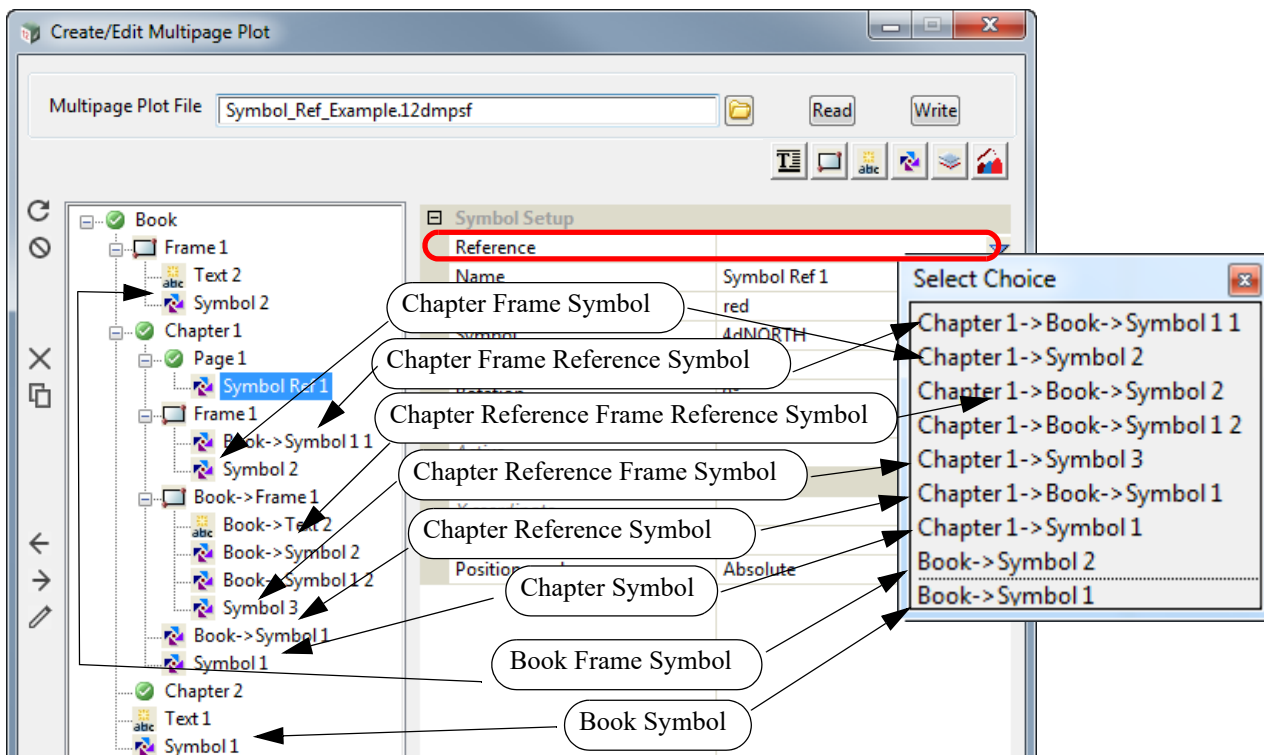 Create/Edit Multipage Plot
Multipage Plot File
Symbol_Ref_Example.12dmpsf
Read
Write
Book
Frame 1
Text 2
Symbol 2
Chapter 1
Page 1
Symbol Ref 1
Frame 1
Book->Symbol 1 1
Symbol 2
Book->Frame 1
Book->Text 2
Book->Symbol 2
Book->Symbol 1 2
Symbol 3
Book->Symbol 1
Symbol 1
Chapter 2
Text 1
Symbol 1
Symbol Setup
Reference
Name Symbol Ref 1
red
Symbol 4dNORTH
Rotation
Absolute
Chapter Frame Symbol
Chapter Frame Reference Symbol
Chapter Reference Frame Reference Symbol
Chapter Reference Frame Symbol
Chapter Reference Symbol
Chapter Symbol
Book Frame Symbol
Book Symbol
Select Choice
Chapter 1->Book->Symbol 1 1
Chapter 1->Symbol 2
Chapter 1->Book->Symbol 2
Chapter 1->Book->Symbol 1 2
Chapter 1->Symbol 3
Chapter 1->Book->Symbol 1
Chapter 1->Symbol 1
Book->Symbol 2
Book->Symbol 1